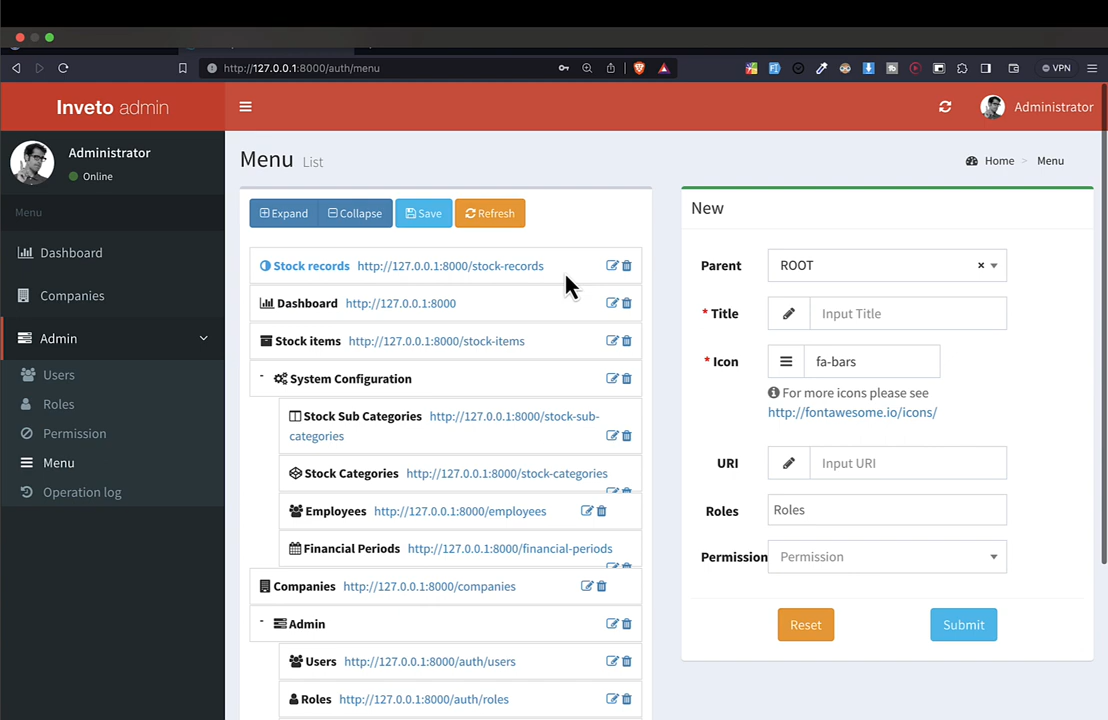 http://127.0.0.1:8000/auth/menu
VPN
Inveto admin
Administrator
Administrator
Online
Menu
Dashboard
Companies
Admin
Users
Roles
Permission
Menu
Operation log
Menu List
Home > Menu
Expand Collapse Save Refresh
Stock records http://127.0.0.1:8000/stock-records
Dashboard http://127.0.0.1:8000
Stock items http://127.0.0.1:8000/stock-items
System Configuration
Stock Sub Categories http://127.0.0.1:8000/stock-sub-
categories
Stock Categories http://127.0.0.1:8000/stock-categories
Employees http://127.0.0.1:8000/employees
Financial Periods http://127.0.0.1:8000/financial-periods
Companies http://127.0.0.1:8000/companies
Admin
Users http://127.0.0.1:8000/auth/users
Roles http://127.0.0.1:8000/auth/roles
New
Parent ROOT ×
* Title Input Title
* Icon fa-bars
For more icons please see
http://fontawesome.io/icons/
URI Input URI
Roles Roles
Permission Permission
Reset Submit